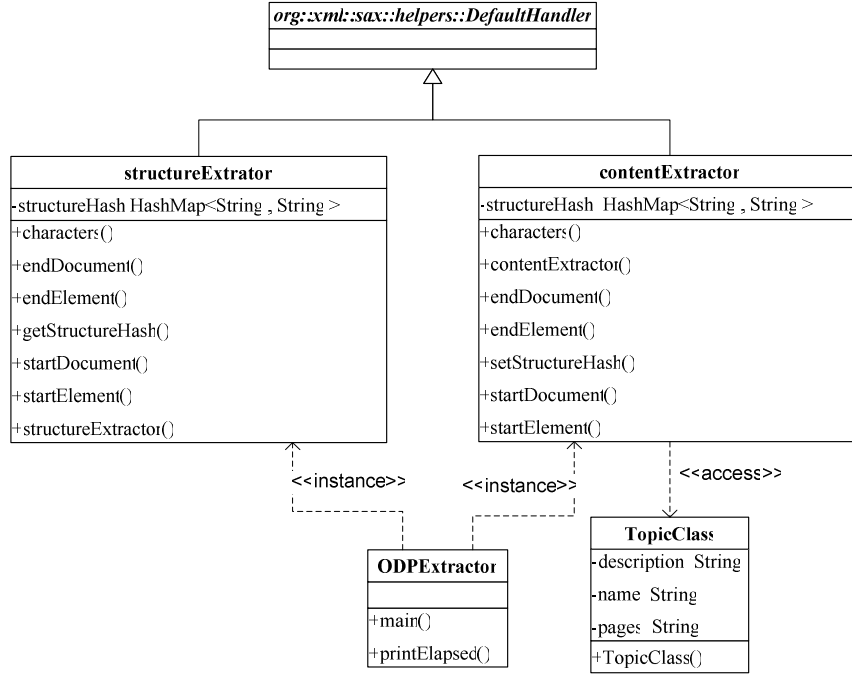 org::xml::sax::helpers::DefaultHandler
structureExtrator
-structureHash HashMap<String , String >
+characters()
+endDocument()
+endElement()
+getStructureHash()
+startDocument()
+startElement()
+structureExtractor()
contentExtractor
-structureHash HashMap<String , String >
+characters()
+contentExtractor()
+endDocument()
+endElement()
+setStructureHash()
+startDocument()
+startElement()
<<instance>>
<<instance>>
<<access>>
ODPExtractor
+main()
+printElapsed()
TopicClass
-description String
-name String
-pages String
+TopicClass()